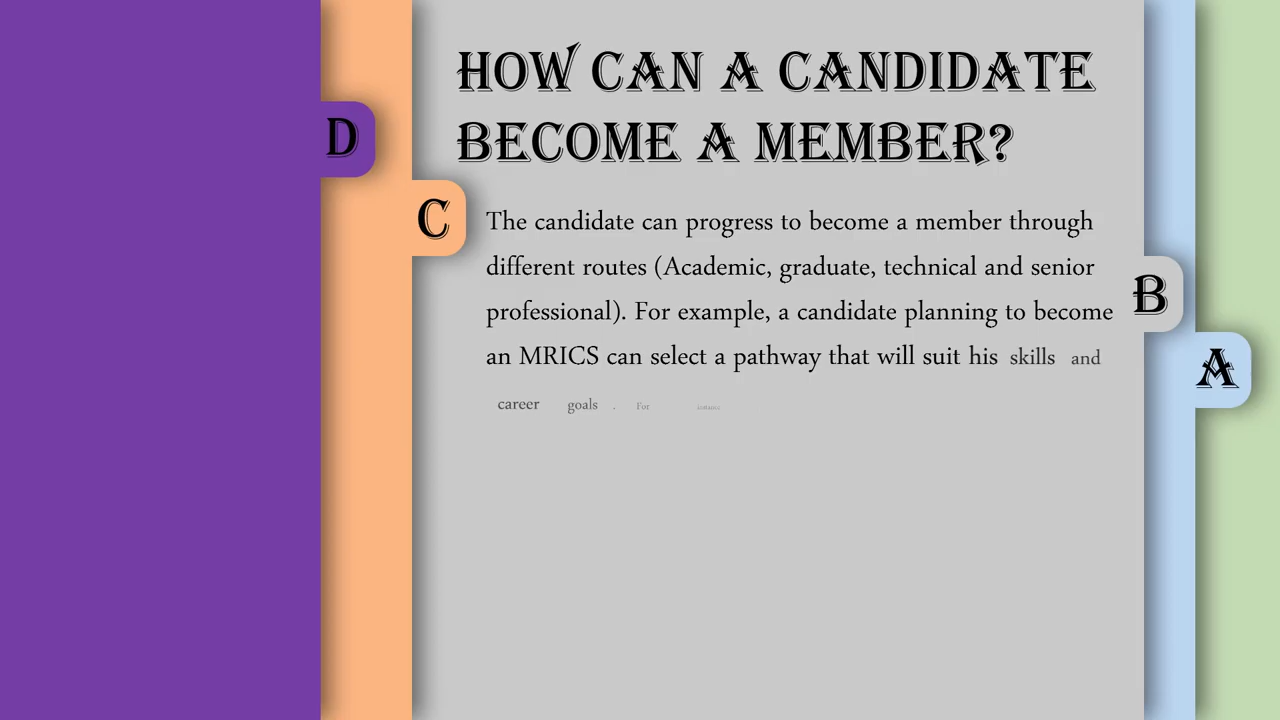 HOW CAN A CANDIDATE
BECOME A MEMBER?
D
C
The candidate can progress to become a member through
different routes (Academic, graduate, technical and senior
professional). For example, a candidate planning to become
an MRICS can select a pathway that will suit his skills and
career goals . For
B
A